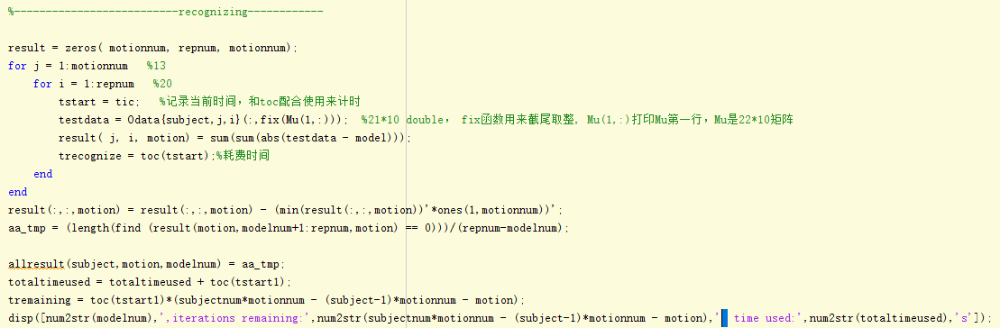 %--------------------------recognizing------------
result = zeros( motionnum, repnum, motionnum);
for j = 1:motionnum   %13
    for i = 1:repnum   %20
        tstart = tic;   %记录当前时间，和toc配合使用来计时
        testdata = Odata{subject,j,i}(:,fix(Mu(1,:)));  %21*10 double， fix函数用来截尾取整, Mu(1,:)打印Mu第一行，Mu是22*10矩阵
        result( j, i, motion) = sum(sum(abs(testdata - model)));
        trecognize = toc(tstart);%耗费时间
    end
end
result(:,:,motion) = result(:,:,motion) - (min(result(:,:,motion))'*ones(1,motionnum))';
aa_tmp = (length(find (result(motion,modelnum+1:repnum,motion) == 0)))/(repnum-modelnum);
allresult(subject,motion,modelnum) = aa_tmp;
totaltimeused = totaltimeused + toc(tstart1);
tremaining = toc(tstart1)*(subjectnum*motionnum - (subject-1)*motionnum - motion);
disp([num2str(modelnum),',iterations remaining:',num2str(subjectnum*motionnum - (subject-1)*motionnum - motion),'  time used:',num2str(totaltimeused),'s']);